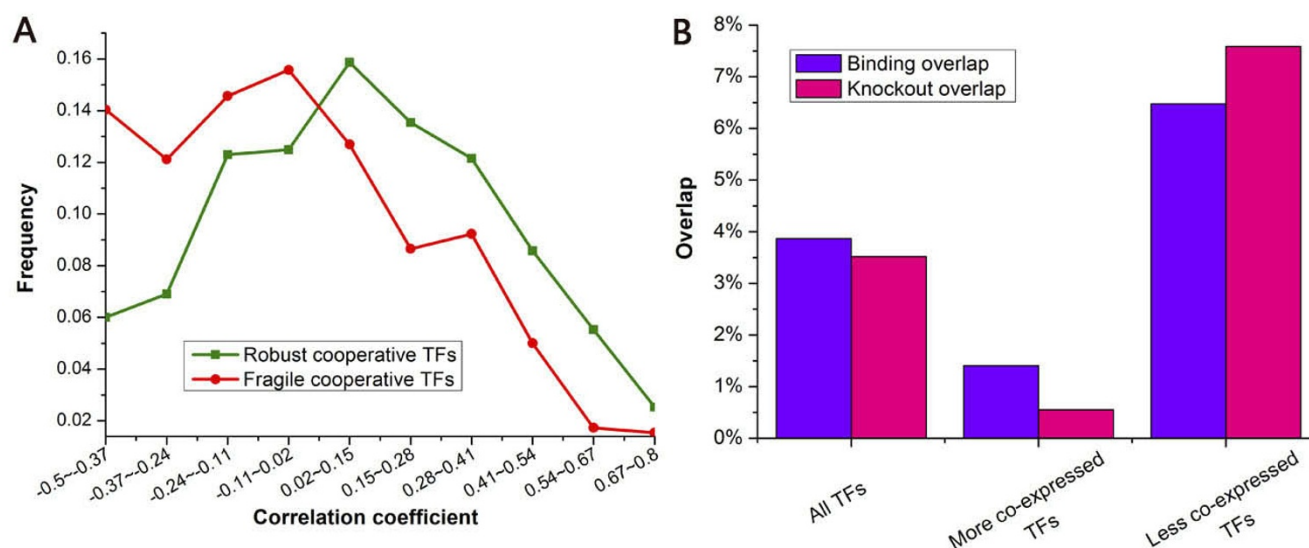 A
Frequency
0.16
0.14
0.12
0.10
0.08
0.06
0.04
0.02
Robust cooperative TFs
Fragile cooperative TFs
-0.5~-0.37
-0.37~-0.24
-0.24~-0.11
-0.11~0.02
0.02~0.15
0.15~0.28
0.28~0.41
0.41~0.54
0.54~0.67
0.67~0.8
Correlation coefficient
B
Overlap
8%
7%
6%
5%
4%
3%
2%
1%
0%
Binding overlap
Knockout overlap
All TFs
More co-expressed
TFs
Less co-expressed
TFs